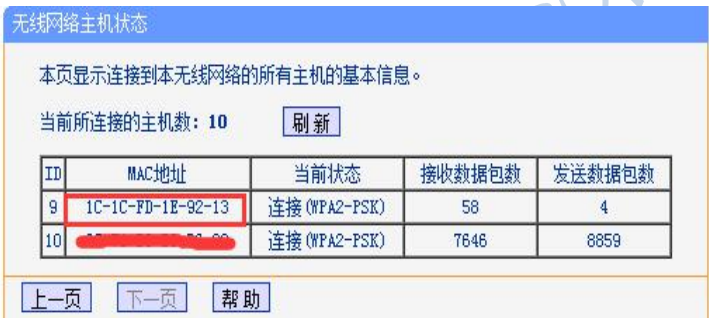 无线网络主机状态
本页显示连接到本无线网络的所有主机的基本信息。
当前所连接的主机数：10 刷新
ID MAC地址 当前状态 接收数据包数 发送数据包数
9 1C-1C-FD-1E-92-13 连接(WPA2-PSK) 58 4
10 连接(WPA2-PSK) 7646 8859
上一页 下一页 帮助